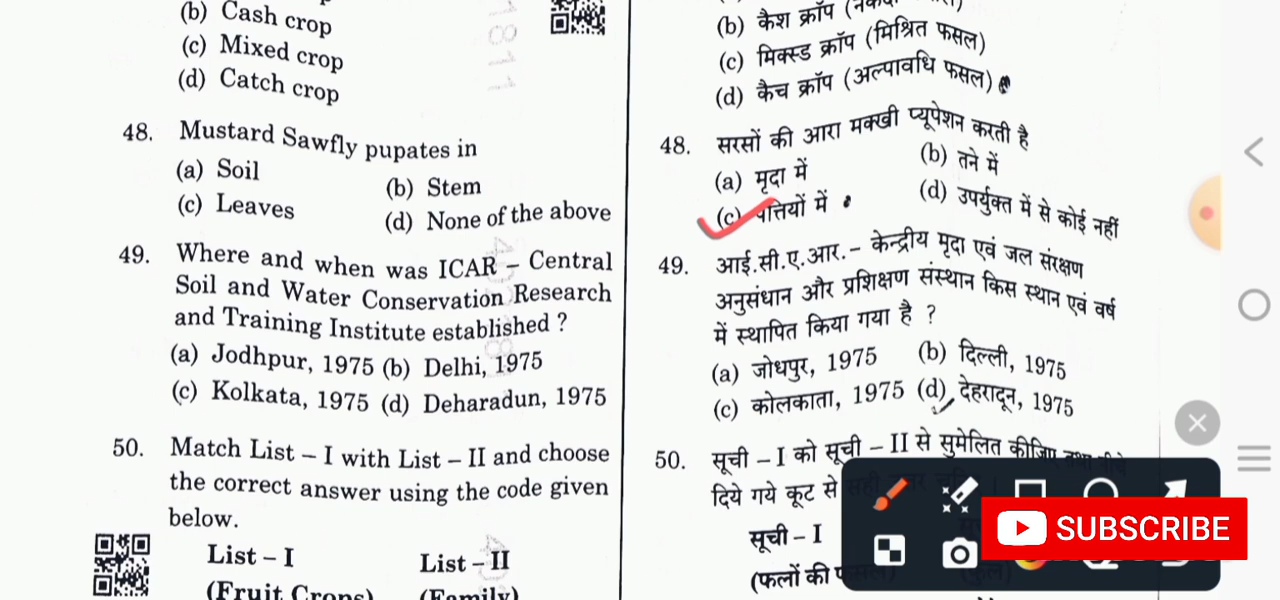 (b) Cash crop
(c) Mixed crop
(d) Catch crop
48. Mustard Sawfly pupates in
(a) Soil (b) Stem
(c) Leaves (d) None of the above
49. Where and when was ICAR – Central
Soil and Water Conservation Research
and Training Institute established ?
(a) Jodhpur, 1975 (b) Delhi, 1975
(c) Kolkata, 1975 (d) Deharadun, 1975
50. Match List – I with List – II and choose
the correct answer using the code given
below.
List – I List – II
(Fruit Crops) (Family)
(b) कैश क्रॉप
(c) मिक्स्ड क्रॉप (मिश्रित फसल)
(d) कैच क्रॉप (अल्पावधि फसल)
48. सरसों की आरा मक्खी प्यूपेशन करती है
(a) मृदा में (b) तने में
(c) पत्तियों में (d) उपर्युक्त में से कोई नहीं
49. आई.सी.ए.आर.– केन्द्रीय मृदा एवं जल संरक्षण
अनुसंधान और प्रशिक्षण संस्थान किस स्थान एवं वर्ष
में स्थापित किया गया है ?
(a) जोधपुर, 1975 (b) दिल्ली, 1975
(c) कोलकाता, 1975 (d) देहरादून, 1975
50. सूची – I को सूची – II से सुमेलित कीजिए
दिये गये कूट से
सूची – I
(फलों की
SUBSCRIBE